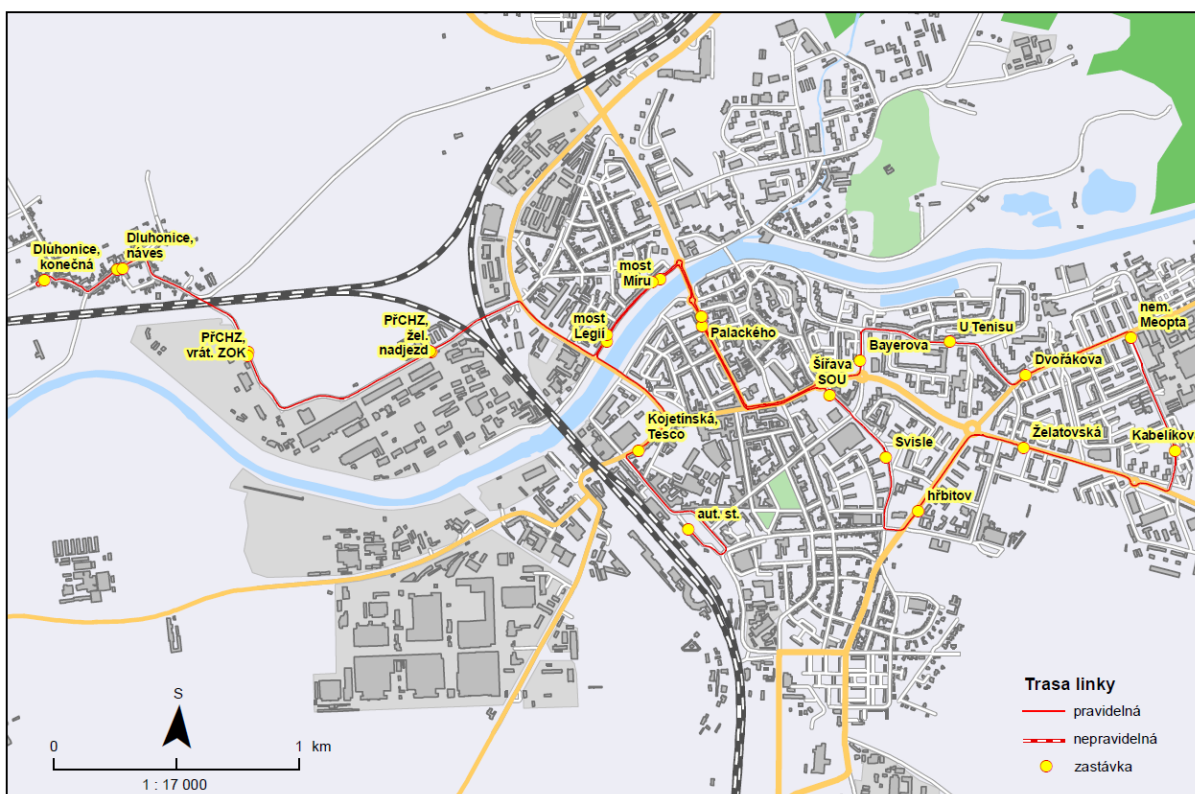 Dlúhonice,
konečná
Dluhonice,
náves
PřCHZ,
vrát. ZOK
PřCHZ,
žel.
nadjezd
most
Míru
most
Legií
Palackého
Kojetínská,
Tesco
aut. st.
Šířava
SOU
Bayerova
U Tenisu
Dvořákova
nem.
Meopta
Želatovská
Kabelíkova
Svisle
hřbitov
S
0 1 km
1 : 17 000
Trasa linky
pravidelná
nepravidelná
zastávka